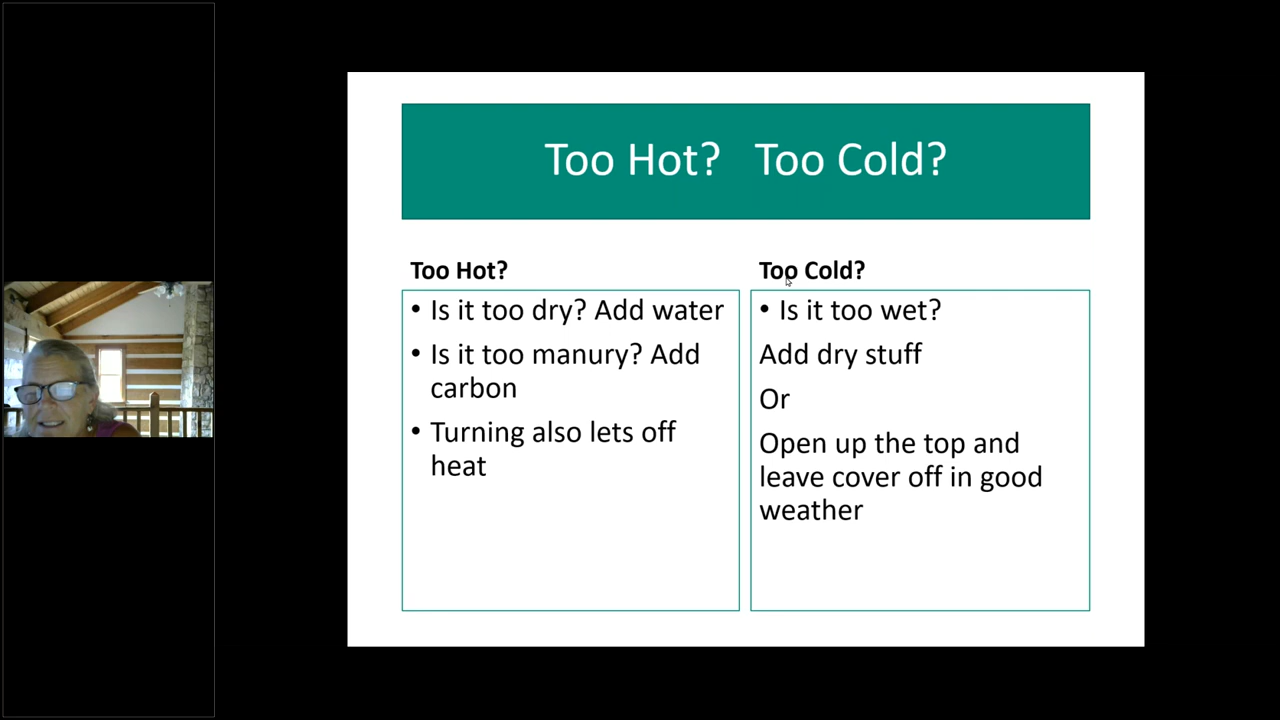 Too Hot?   Too Cold?
Too Hot?
• Is it too dry? Add water
• Is it too manury? Add
carbon
• Turning also lets off
heat
Too Cold?
• Is it too wet?
Add dry stuff
Or
Open up the top and
leave cover off in good
weather